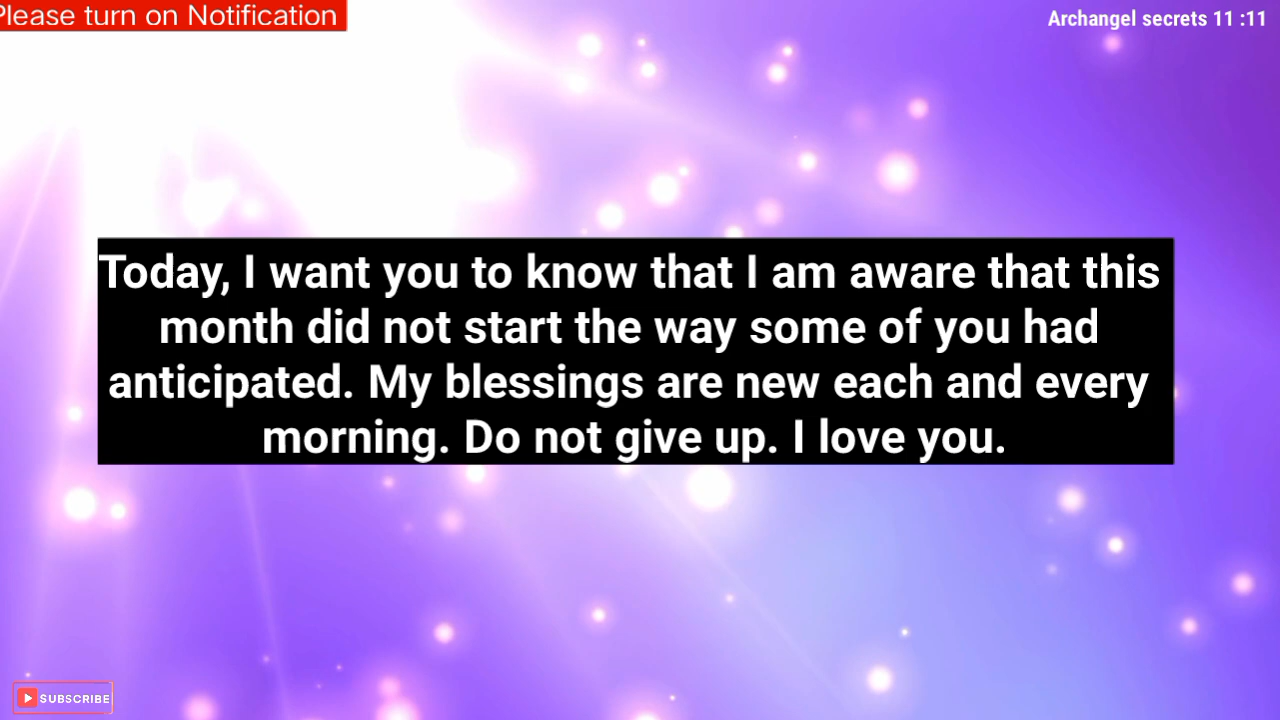 Please turn on Notification
Archangel secrets 11 :11
Today, I want you to know that I am aware that this
month did not start the way some of you had
anticipated. My blessings are new each and every
morning. Do not give up. I love you.
SUBSCRIBE